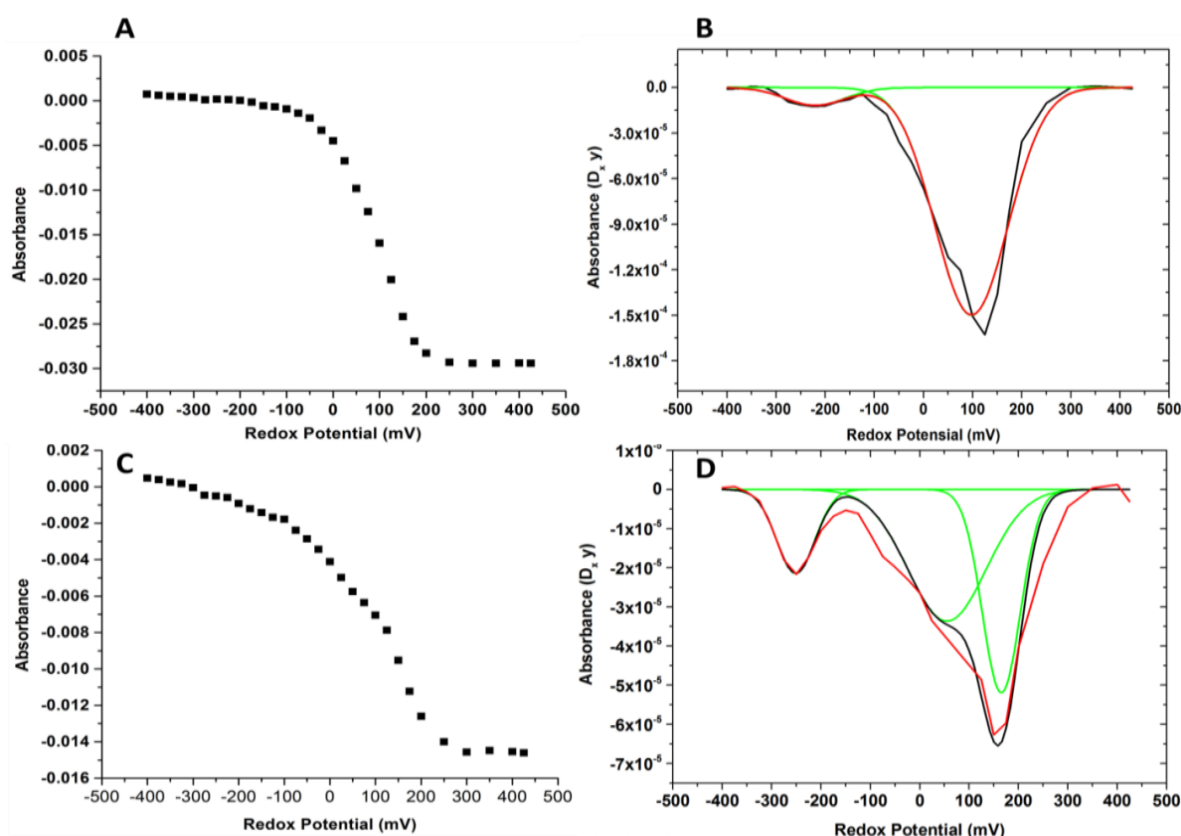 A
0.005
0.000
-0.005
-0.010
-0.015
-0.020
-0.025
-0.030
Absorbance
-500 -400 -300 -200 -100 0 100 200 300 400 500
Redox Potential (mV)
B
0.0
-3.0x10⁻⁵
-6.0x10⁻⁵
-9.0x10⁻⁵
-1.2x10⁻⁴
-1.5x10⁻⁴
-1.8x10⁻⁴
Absorbance (Dₓ y)
-500 -400 -300 -200 -100 0 100 200 300 400 500
Redox Potensial (mV)
C
0.002
0.000
-0.002
-0.004
-0.006
-0.008
-0.010
-0.012
-0.014
-0.016
Absorbance
-500 -400 -300 -200 -100 0 100 200 300 400 500
Redox Potential (mV)
D
0
-1x10⁻⁵
-2x10⁻⁵
-3x10⁻⁵
-4x10⁻⁵
-5x10⁻⁵
-6x10⁻⁵
-7x10⁻⁵
Absorbance (Dₓ y)
-500 -400 -300 -200 -100 0 100 200 300 400 500
Redox Potential (mV)